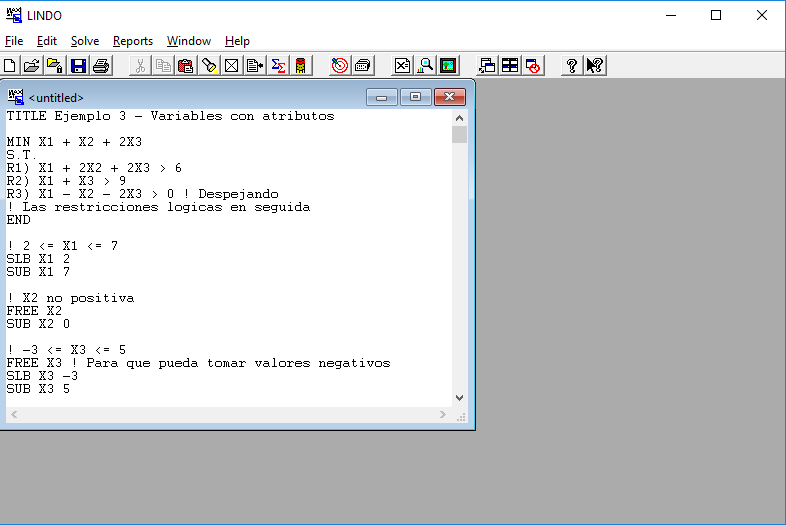 LINDO
File Edit Solve Reports Window Help
<untitled>
TITLE Ejemplo 3 - Variables con atributos
MIN X1 + X2 + 2X3
S.T.
R1) X1 + 2X2 + 2X3 > 6
R2) X1 + X3 > 9
R3) X1 - X2 - 2X3 > 0 ! Despejando
! Las restricciones logicas en seguida
END
! 2 <= X1 <= 7
SLB X1 2
SUB X1 7
! X2 no positiva
FREE X2
SUB X2 0
! -3 <= X3 <= 5
FREE X3 ! Para que pueda tomar valores negativos
SLB X3 -3
SUB X3 5